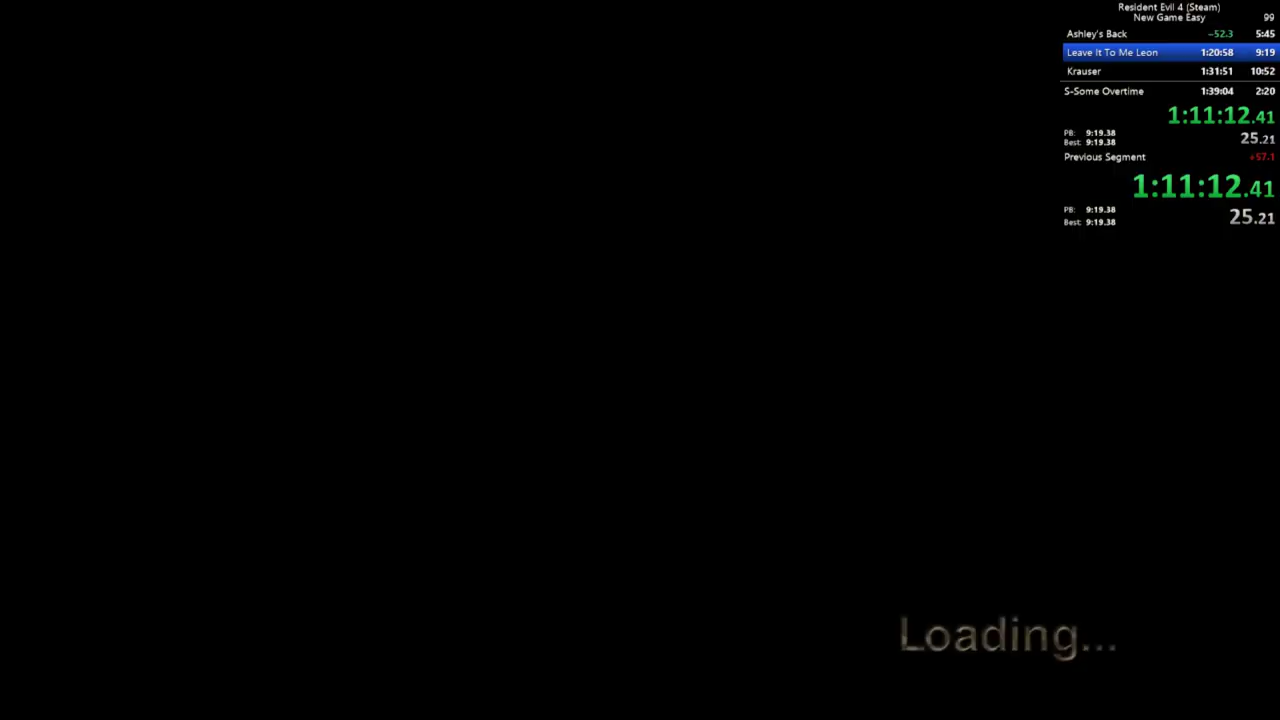 Resident Evil 4 (Steam)
New Game Easy 99
Ashley's Back -52.3 5:45
Leave It To Me Leon 1:20:58 9:19
Krauser 1:31:51 10:52
S-Some Overtime 1:39:04 2:20
1:11:12.41
PB: 9:19.38
Best: 9:19.38
25.21
Previous Segment +57.1
1:11:12.41
PB: 9:19.38
Best: 9:19.38
25.21
Loading...